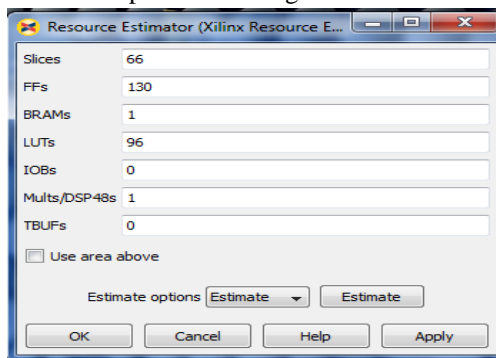 Resource Estimator (Xilinx Resource E...
Slices 66
FFs 130
BRAMs 1
LUTs 96
IOBs 0
Mults/DSP48s 1
TBUFs 0
Use area above
Estimate options Estimate Estimate
OK Cancel Help Apply